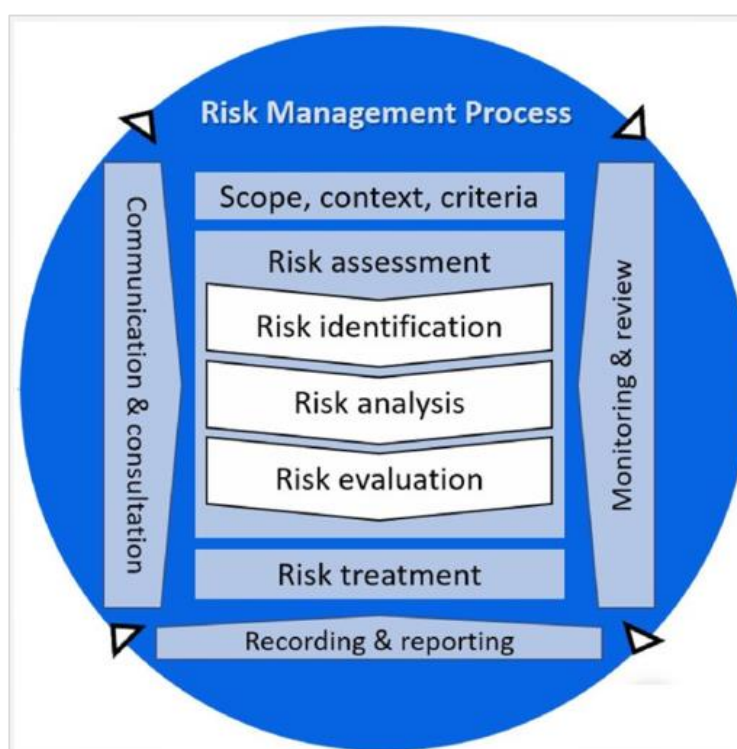 Risk Management Process
Scope, context, criteria
Risk assessment
Risk identification
Risk analysis
Risk evaluation
Risk treatment
Communication & consultation
Monitoring & review
Recording & reporting